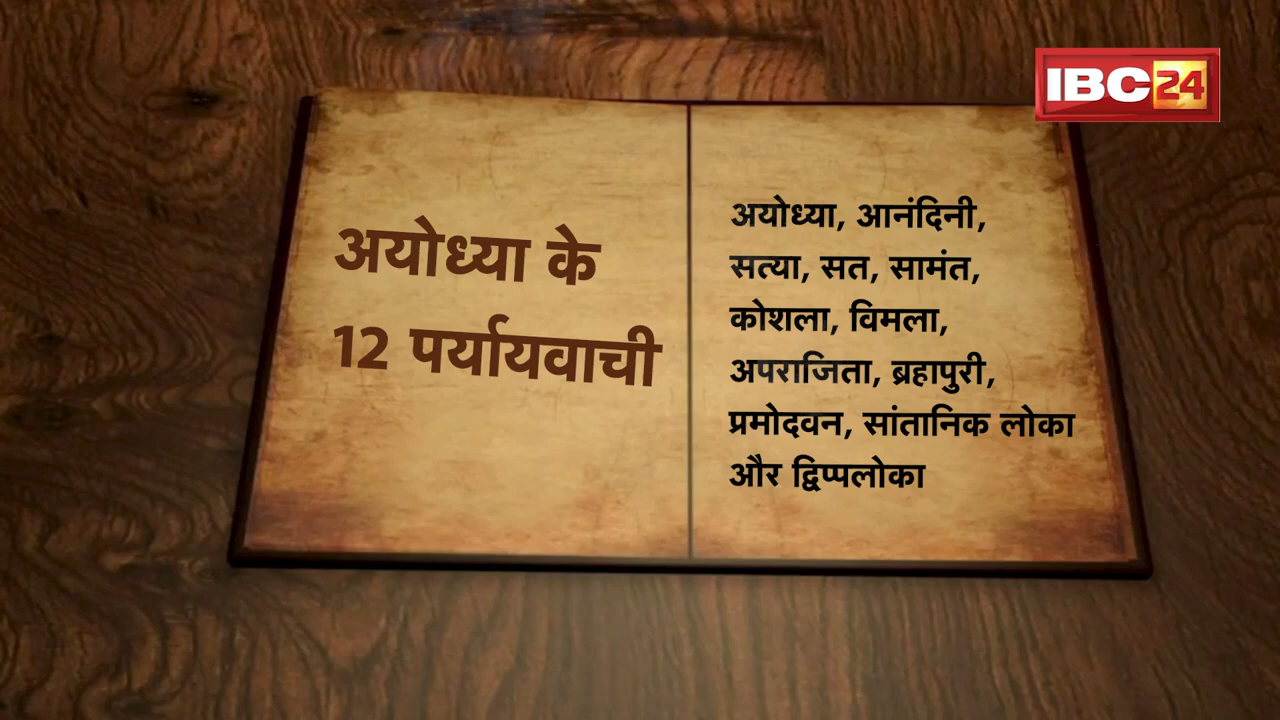 IBC24
अयोध्या के
12 पर्यायवाची
अयोध्या, आनंदिनी,
सत्या, सत, सामंत,
कोशला, विमला,
अपराजिता, ब्रहापुरी,
प्रमोदवन, सांतानिक लोका
और द्विप्पलोका